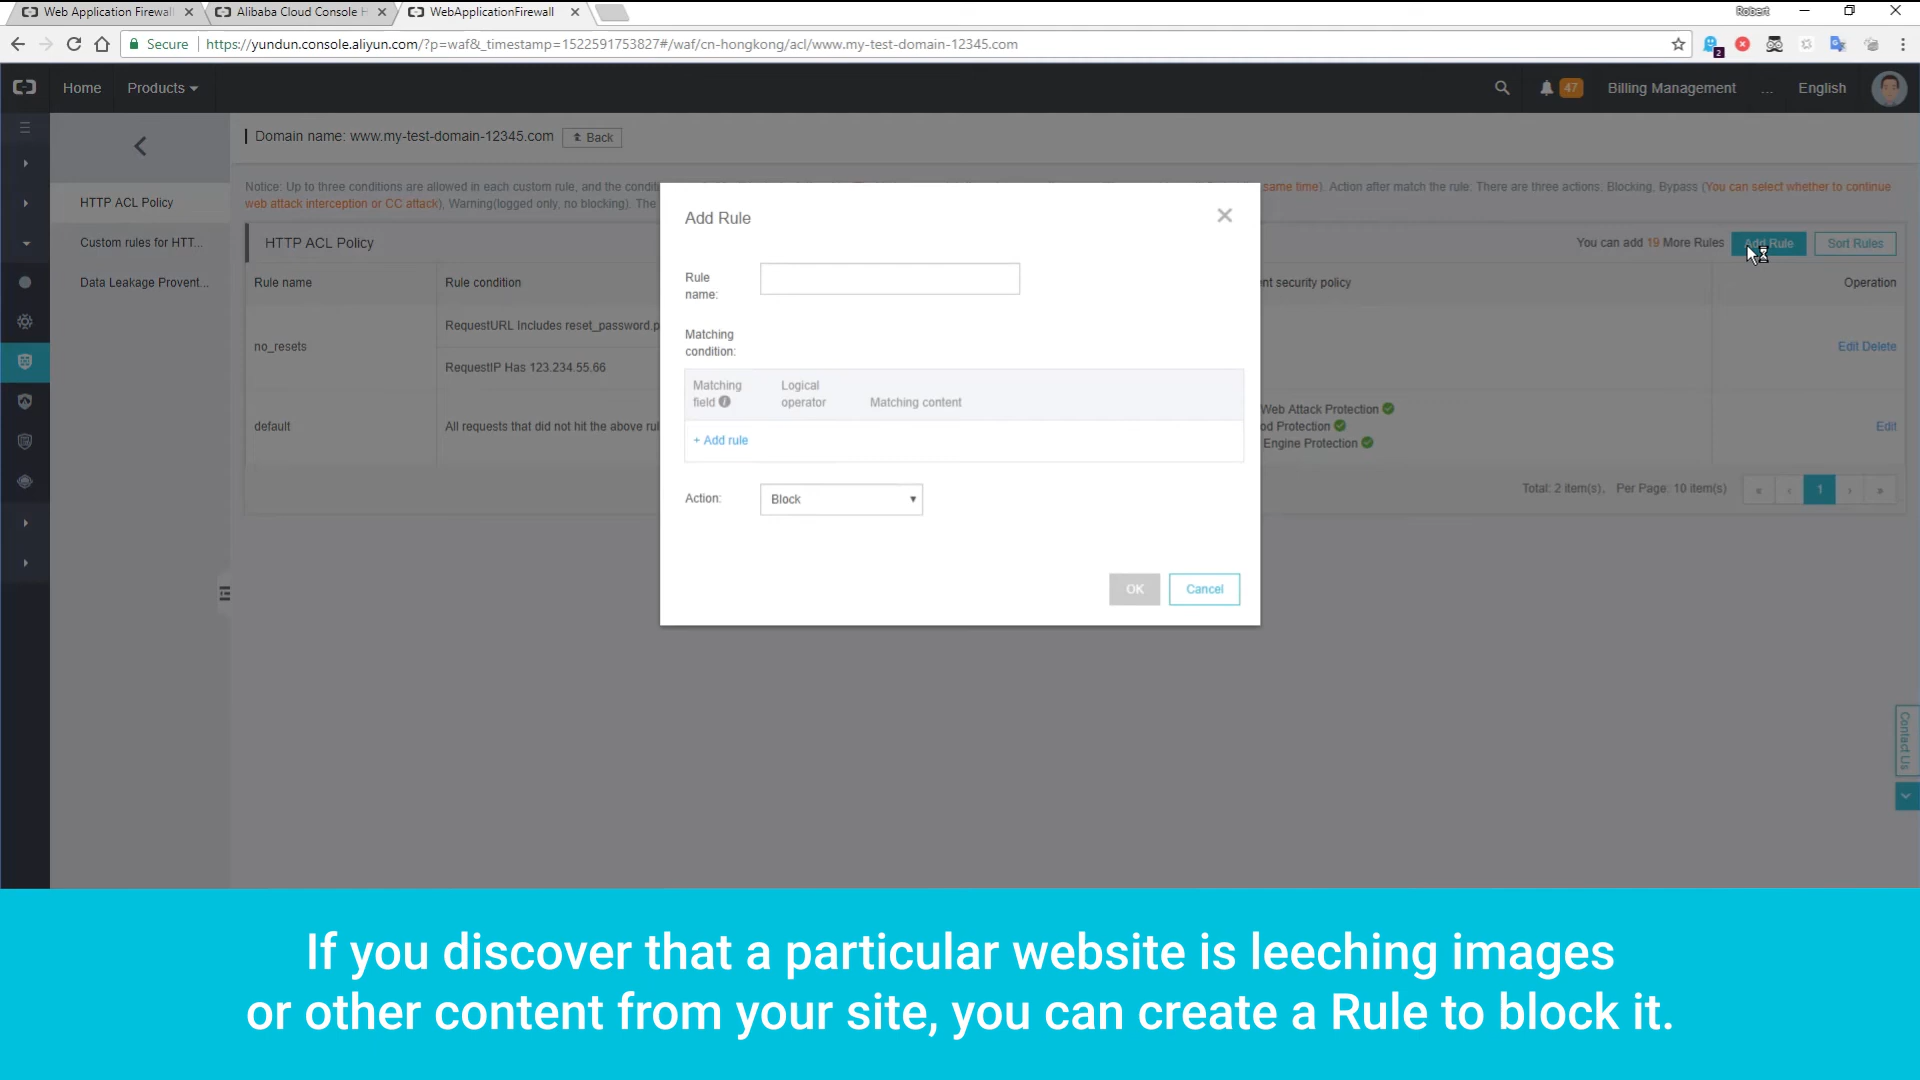 Web Application Firewal
Alibaba Cloud Console H
WebApplicationFirewall
Robert
Secure
https://yundun.console.aliyun.com/?p=waf&_timestamp=1522591753827#/waf/cn-hongkong/acl/www.my-test-domain-12345.com
2
Home
Products
47
Billing Management
...
English
Domain name: www.my-test-domain-12345.com
Back
Notice: Up to three conditions are allowed in each custom rule, and the condit
same time). Action after match the rule: There are three actions: Blocking, Bypass (You can select whether to continue
web attack interception or CC attack), Warning(logged only, no blocking). The
HTTP ACL Policy
Custom rules for HTT...
Data Leakage Provent...
HTTP ACL Policy
You can add 19 More Rules
Add Rule
Sort Rules
Rule name
Rule condition
nt security policy
Operation
no_resets
RequestURL Includes reset_password.p
RequestIP Has 123.234.55.66
Edit Delete
default
All requests that did not hit the above rul
Web Attack Protection
od Protection
Engine Protection
Edit
Total: 2 item(s), Per Page: 10 item(s)
« ‹ 1 › »
Add Rule
Rule
name:
Matching
condition:
Matching
field
Logical
operator
Matching content
+ Add rule
Action:
Block
OK
Cancel
Contact Us
If you discover that a particular website is leeching images
or other content from your site, you can create a Rule to block it.